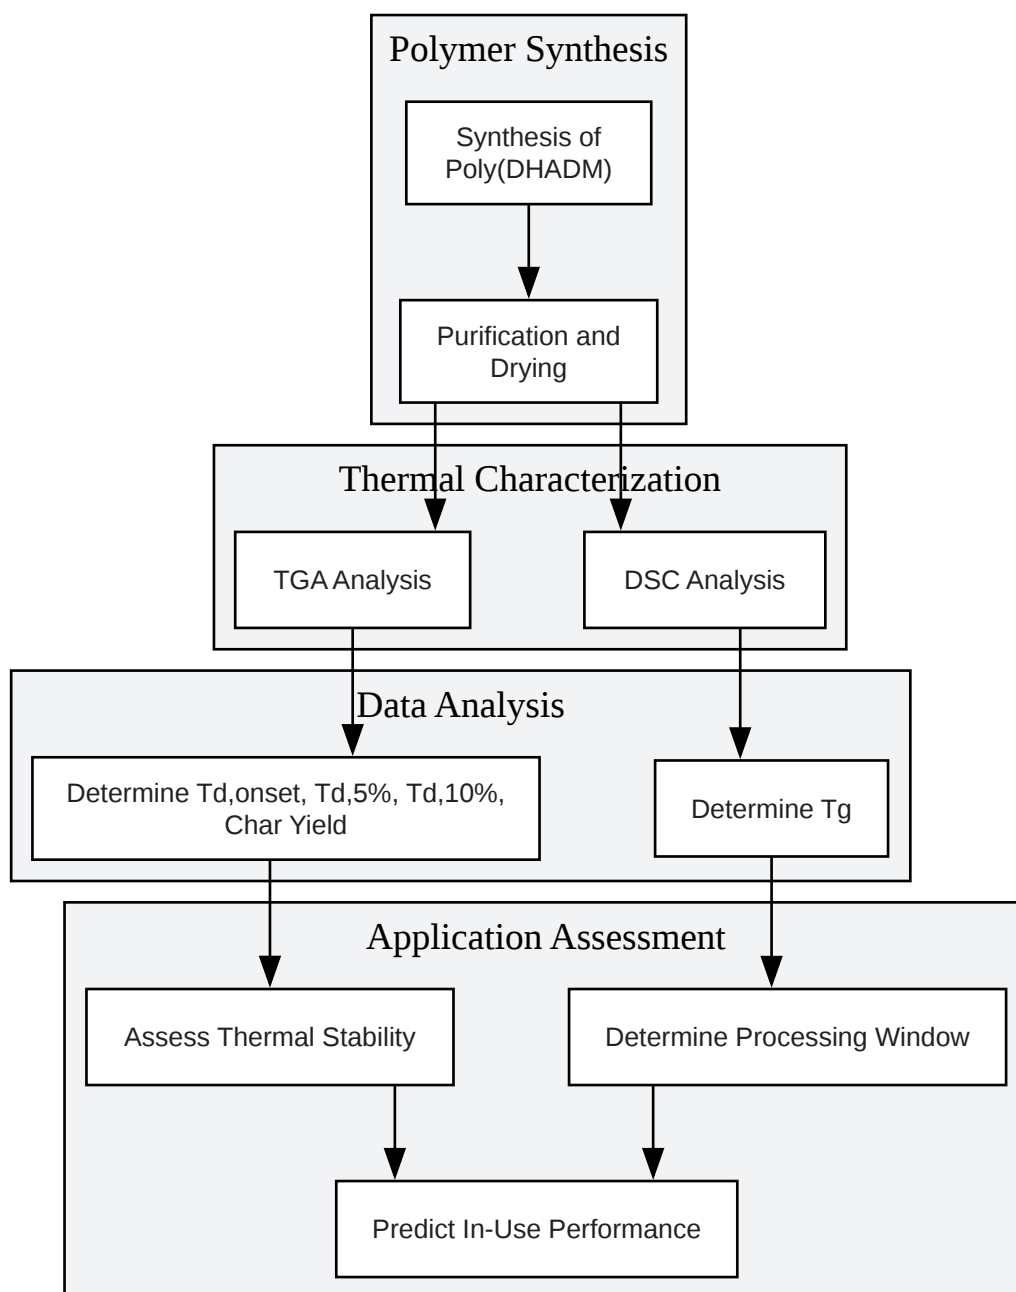 Polymer Synthesis
Synthesis of
Poly(DHADM)
Purification and
Drying
Thermal Characterization
TGA Analysis
DSC Analysis
Data Analysis
Determine Td,onset, Td,5%, Td,10%,
Char Yield
Determine Tg
Application Assessment
Assess Thermal Stability
Determine Processing Window
Predict In-Use Performance